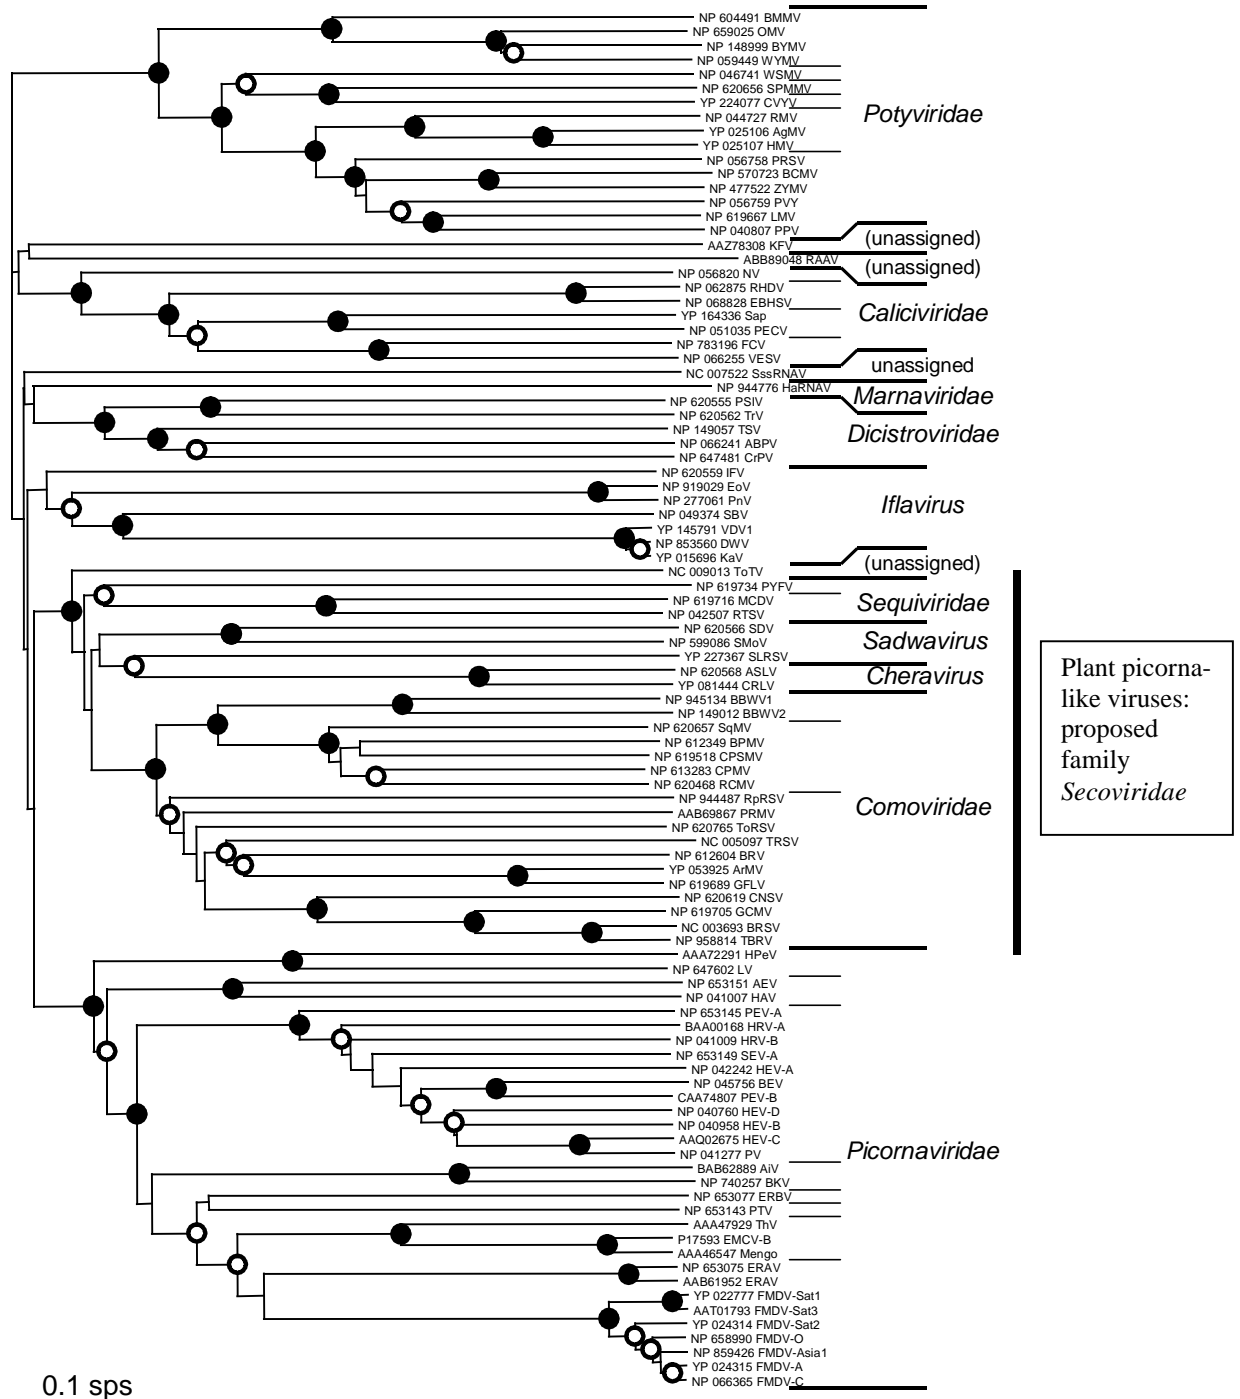 NP 604491 BMMV
NP 659025 OMV
NP 148999 BYMV
NP 059449 WYMV
NP 046741 WSMV
NP 620656 SPMMV
YP 224077 CVYV
Potyviridae
NP 044727 RMV
YP 025106 AgMV
YP 025107 HMV
NP 056758 PRSV
NP 570723 BCMV
NP 477522 ZYMV
NP 056759 PVY
NP 619667 LMV
NP 040807 PPV
(unassigned)
AAZ78308 KFV
ABB89048 RAAV
(unassigned)
NP 056820 NV
NP 062875 RHDV
NP 068828 EBHSV
Caliciviridae
YP 164336 Sap
NP 051035 PECV
NP 783196 FCV
NP 066255 VESV
unassigned
NC 007522 SssRNAV
NP 944776 HaRNAV
Marnaviridae
NP 620555 PSIV
NP 620562 TrV
NP 149057 TSV
Dicistroviridae
NP 066241 ABPV
NP 647481 CrPV
NP 620559 IFV
NP 919029 EoV
NP 277061 PnV
Iflavirus
NP 049374 SBV
YP 145791 VDV1
NP 853560 DWV
YP 015696 KaV
(unassigned)
NC 009013 ToTV
NP 619734 PYFV
NP 619716 MCDV
Sequiviridae
NP 042507 RTSV
NP 620566 SDV
NP 599086 SMoV
Sadwavirus
YP 227367 SLRSV
NP 620568 ASLV
Cheravirus
YP 081444 CRLV
NP 945134 BBWV1
NP 149012 BBWV2
NP 620657 SqMV
NP 612349 BPMV
NP 619518 CPSMV
NP 613283 CPMV
NP 620468 RCMV
NP 944487 RpRSV
Comoviridae
AAB69867 PRMV
NP 620765 ToRSV
NC 005097 TRSV
NP 612604 BRV
YP 053925 ArMV
NP 619689 GFLV
NP 620619 CNSV
NP 619705 GCMV
NC 003693 BRSV
NP 958814 TBRV
Plant picorna-
like viruses:
proposed
family
Secoviridae
AAA72291 HPeV
NP 647602 LV
NP 653151 AEV
NP 041007 HAV
NP 653145 PEV-A
BAA00168 HRV-A
NP 041009 HRV-B
NP 653149 SEV-A
NP 042242 HEV-A
NP 045756 BEV
CAA74807 PEV-B
NP 040760 HEV-D
NP 040958 HEV-B
AAQ02675 HEV-C
NP 041277 PV
Picornaviridae
BAB62889 AiV
NP 740257 BKV
NP 653077 ERBV
NP 653143 PTV
AAA47929 ThV
P17593 EMCV-B
AAA46547 Mengo
NP 653075 ERAV
AAB61952 ERAV
YP 022777 FMDV-Sat1
AAT01793 FMDV-Sat3
YP 024314 FMDV-Sat2
NP 658990 FMDV-O
NP 859426 FMDV-Asia1
YP 024315 FMDV-A
NP 066365 FMDV-C
0.1 sps